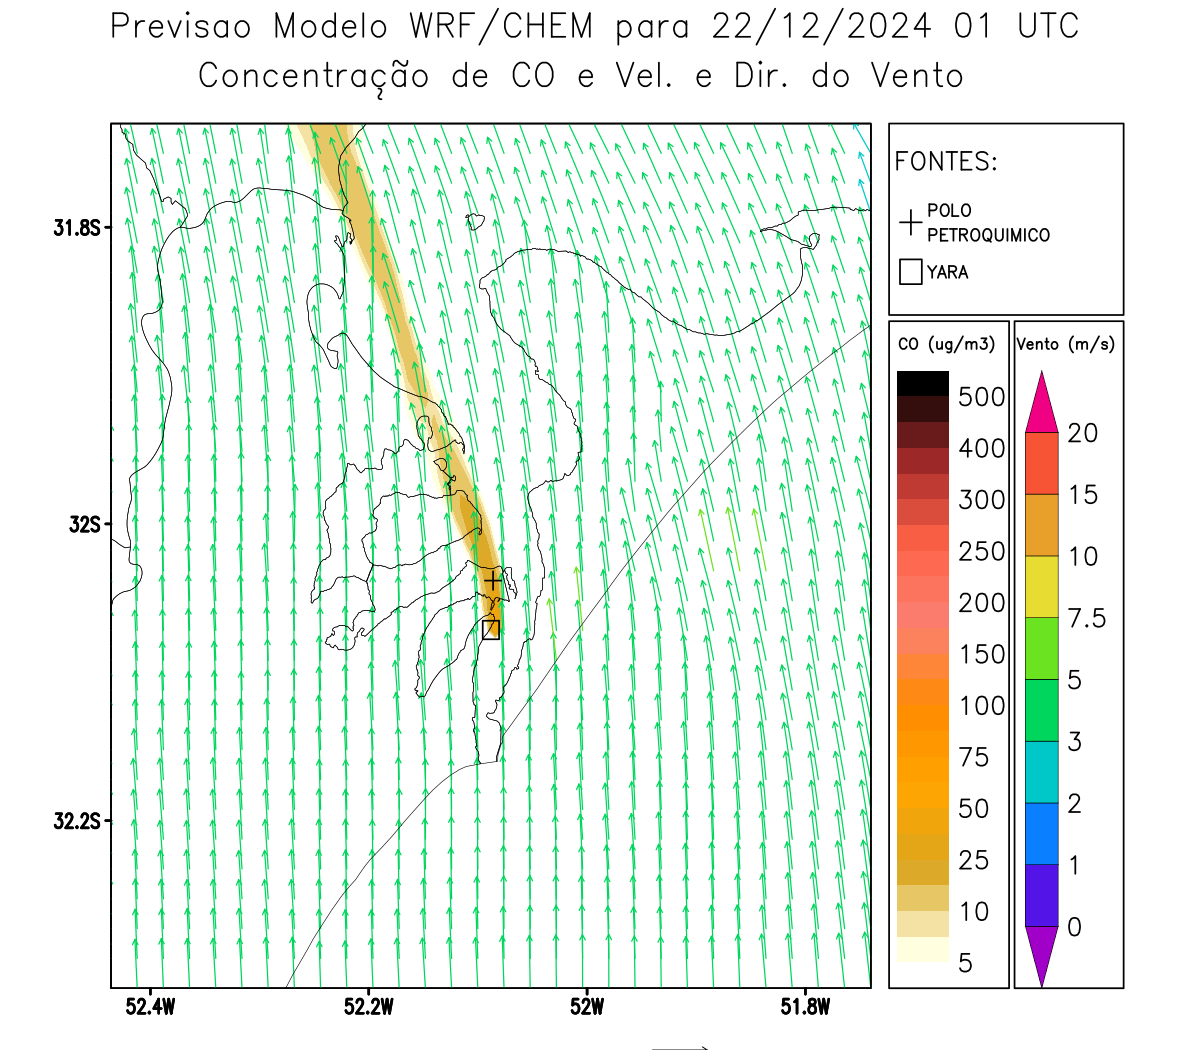 Previsao Modelo WRF/CHEM para 22/12/2024 01 UTC
Concentração de CO e Vel. e Dir. do Vento
FONTES:
POLO
PETROQUIMICO
YARA
CO (ug/m3)
500
400
300
250
200
150
100
75
50
25
10
5
Vento (m/s)
20
15
10
7.5
5
3
2
1
0
31.8S
32S
32.2S
52.4W
52.2W
52W
51.8W